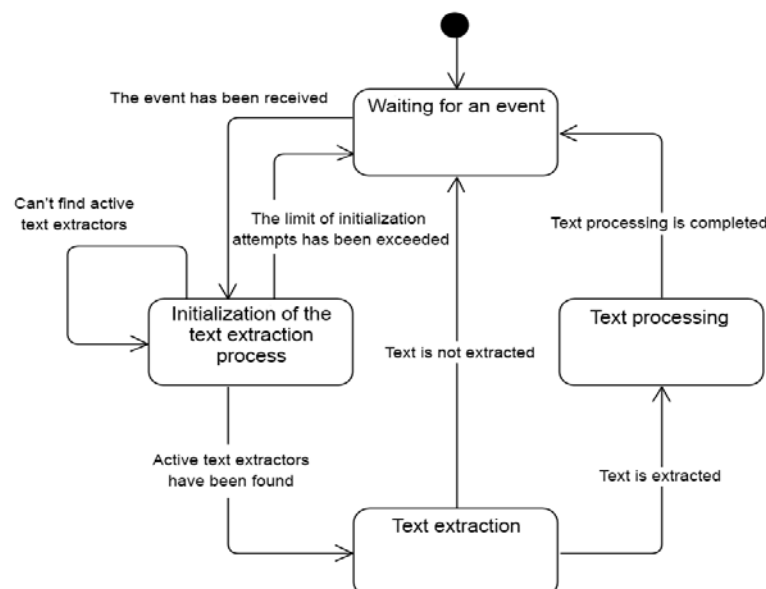 The event has been received
Waiting for an event
Can't find active
text extractors
The limit of initialization
attempts has been exceeded
Text processing is completed
Initialization of the
text extraction
process
Text processing
Text is not extracted
Active text extractors
have been found
Text is extracted
Text extraction